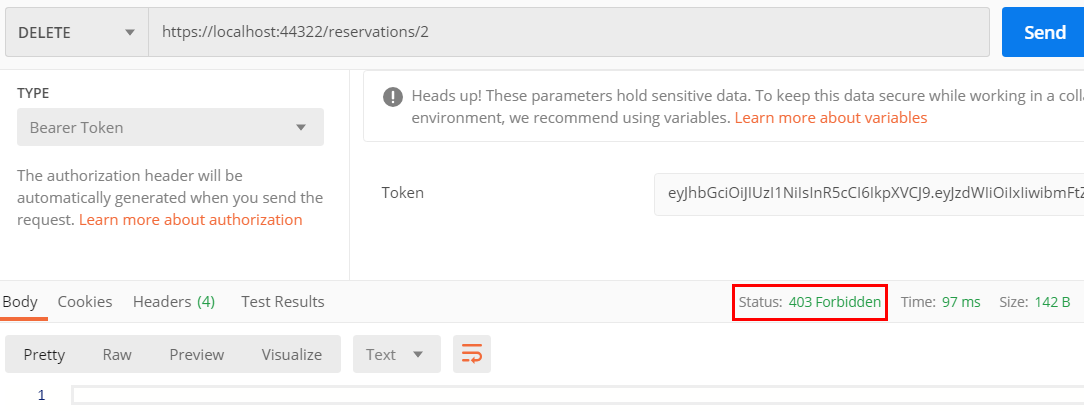 DELETE
https://localhost:44322/reservations/2
Send
TYPE
Bearer Token
The authorization header will be
automatically generated when you send the
request. Learn more about authorization
! Heads up! These parameters hold sensitive data. To keep this data secure while working in a colla
environment, we recommend using variables. Learn more about variables
Token
eyJhbGciOiJIUzI1NiIsInR5cCI6IkpXVCJ9.eyJzdWIiOiIxIiwibmFtZ
Body Cookies Headers (4) Test Results
Status: 403 Forbidden Time: 97 ms Size: 142 B
Pretty Raw Preview Visualize Text
1